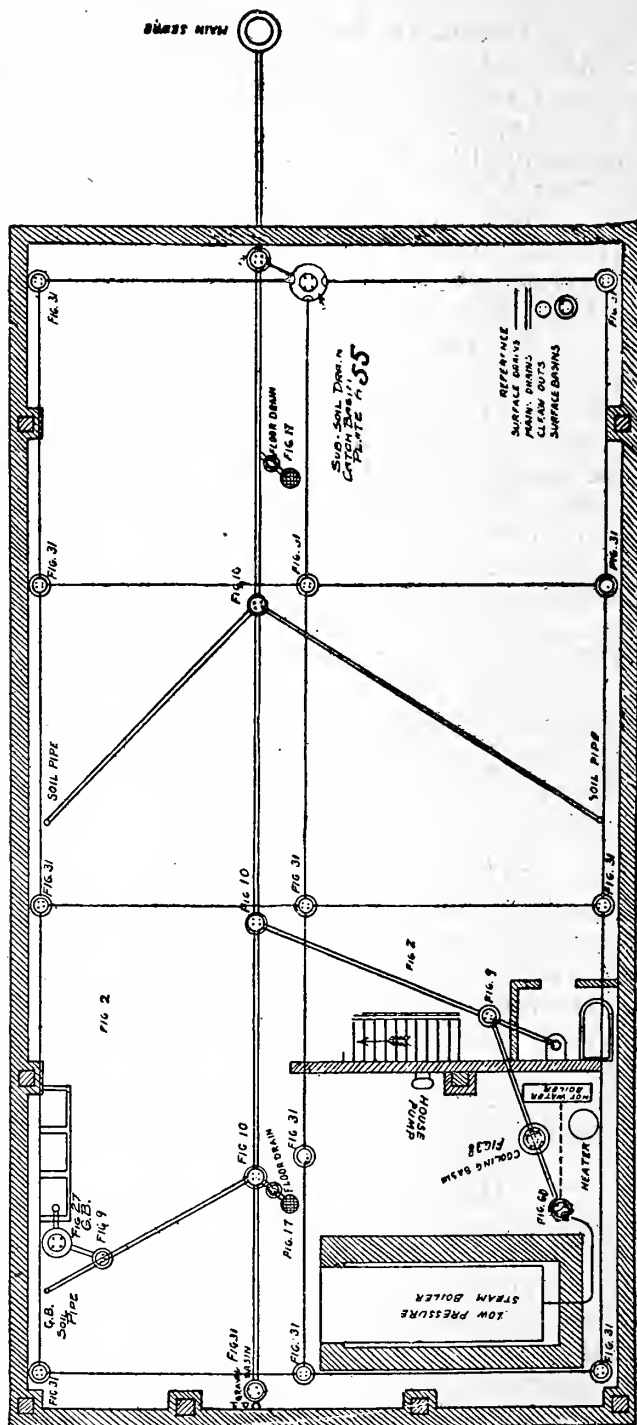 MAIN SEWRE
FIG. 31
FLOOR DRAIN
FIG. 17
SUB-SOIL DRAIN
CATCH BASIN
PLATE A 55
REFERENCE
SURFACE DRAINS
MAIN DRAINS
CLEAN OUTS
SURFACE BASINS
FIG. 31
FIG. 31
FIG. 31
FIG. 10
SOIL PIPE
SOIL PIPE
FIG. 31
FIG 10
FIG 31
FIG. 31
FIG 2
FIG 2
FIG. 9
HOUSE
PUMP
HOT WATER
BOILER
HEATER
COOLING BASIN
FIG 38
FIG. 60
FIG 10
FIG. 31
FLOOR DRAIN
FIG. 17
FIG 27
G.B.
FIG 9
G.B.
SOIL
PIPE
LOW PRESSURE
STEAM BOILER
FIG 31
FIG 31
BASIN
FIG. 31
FIG. 31